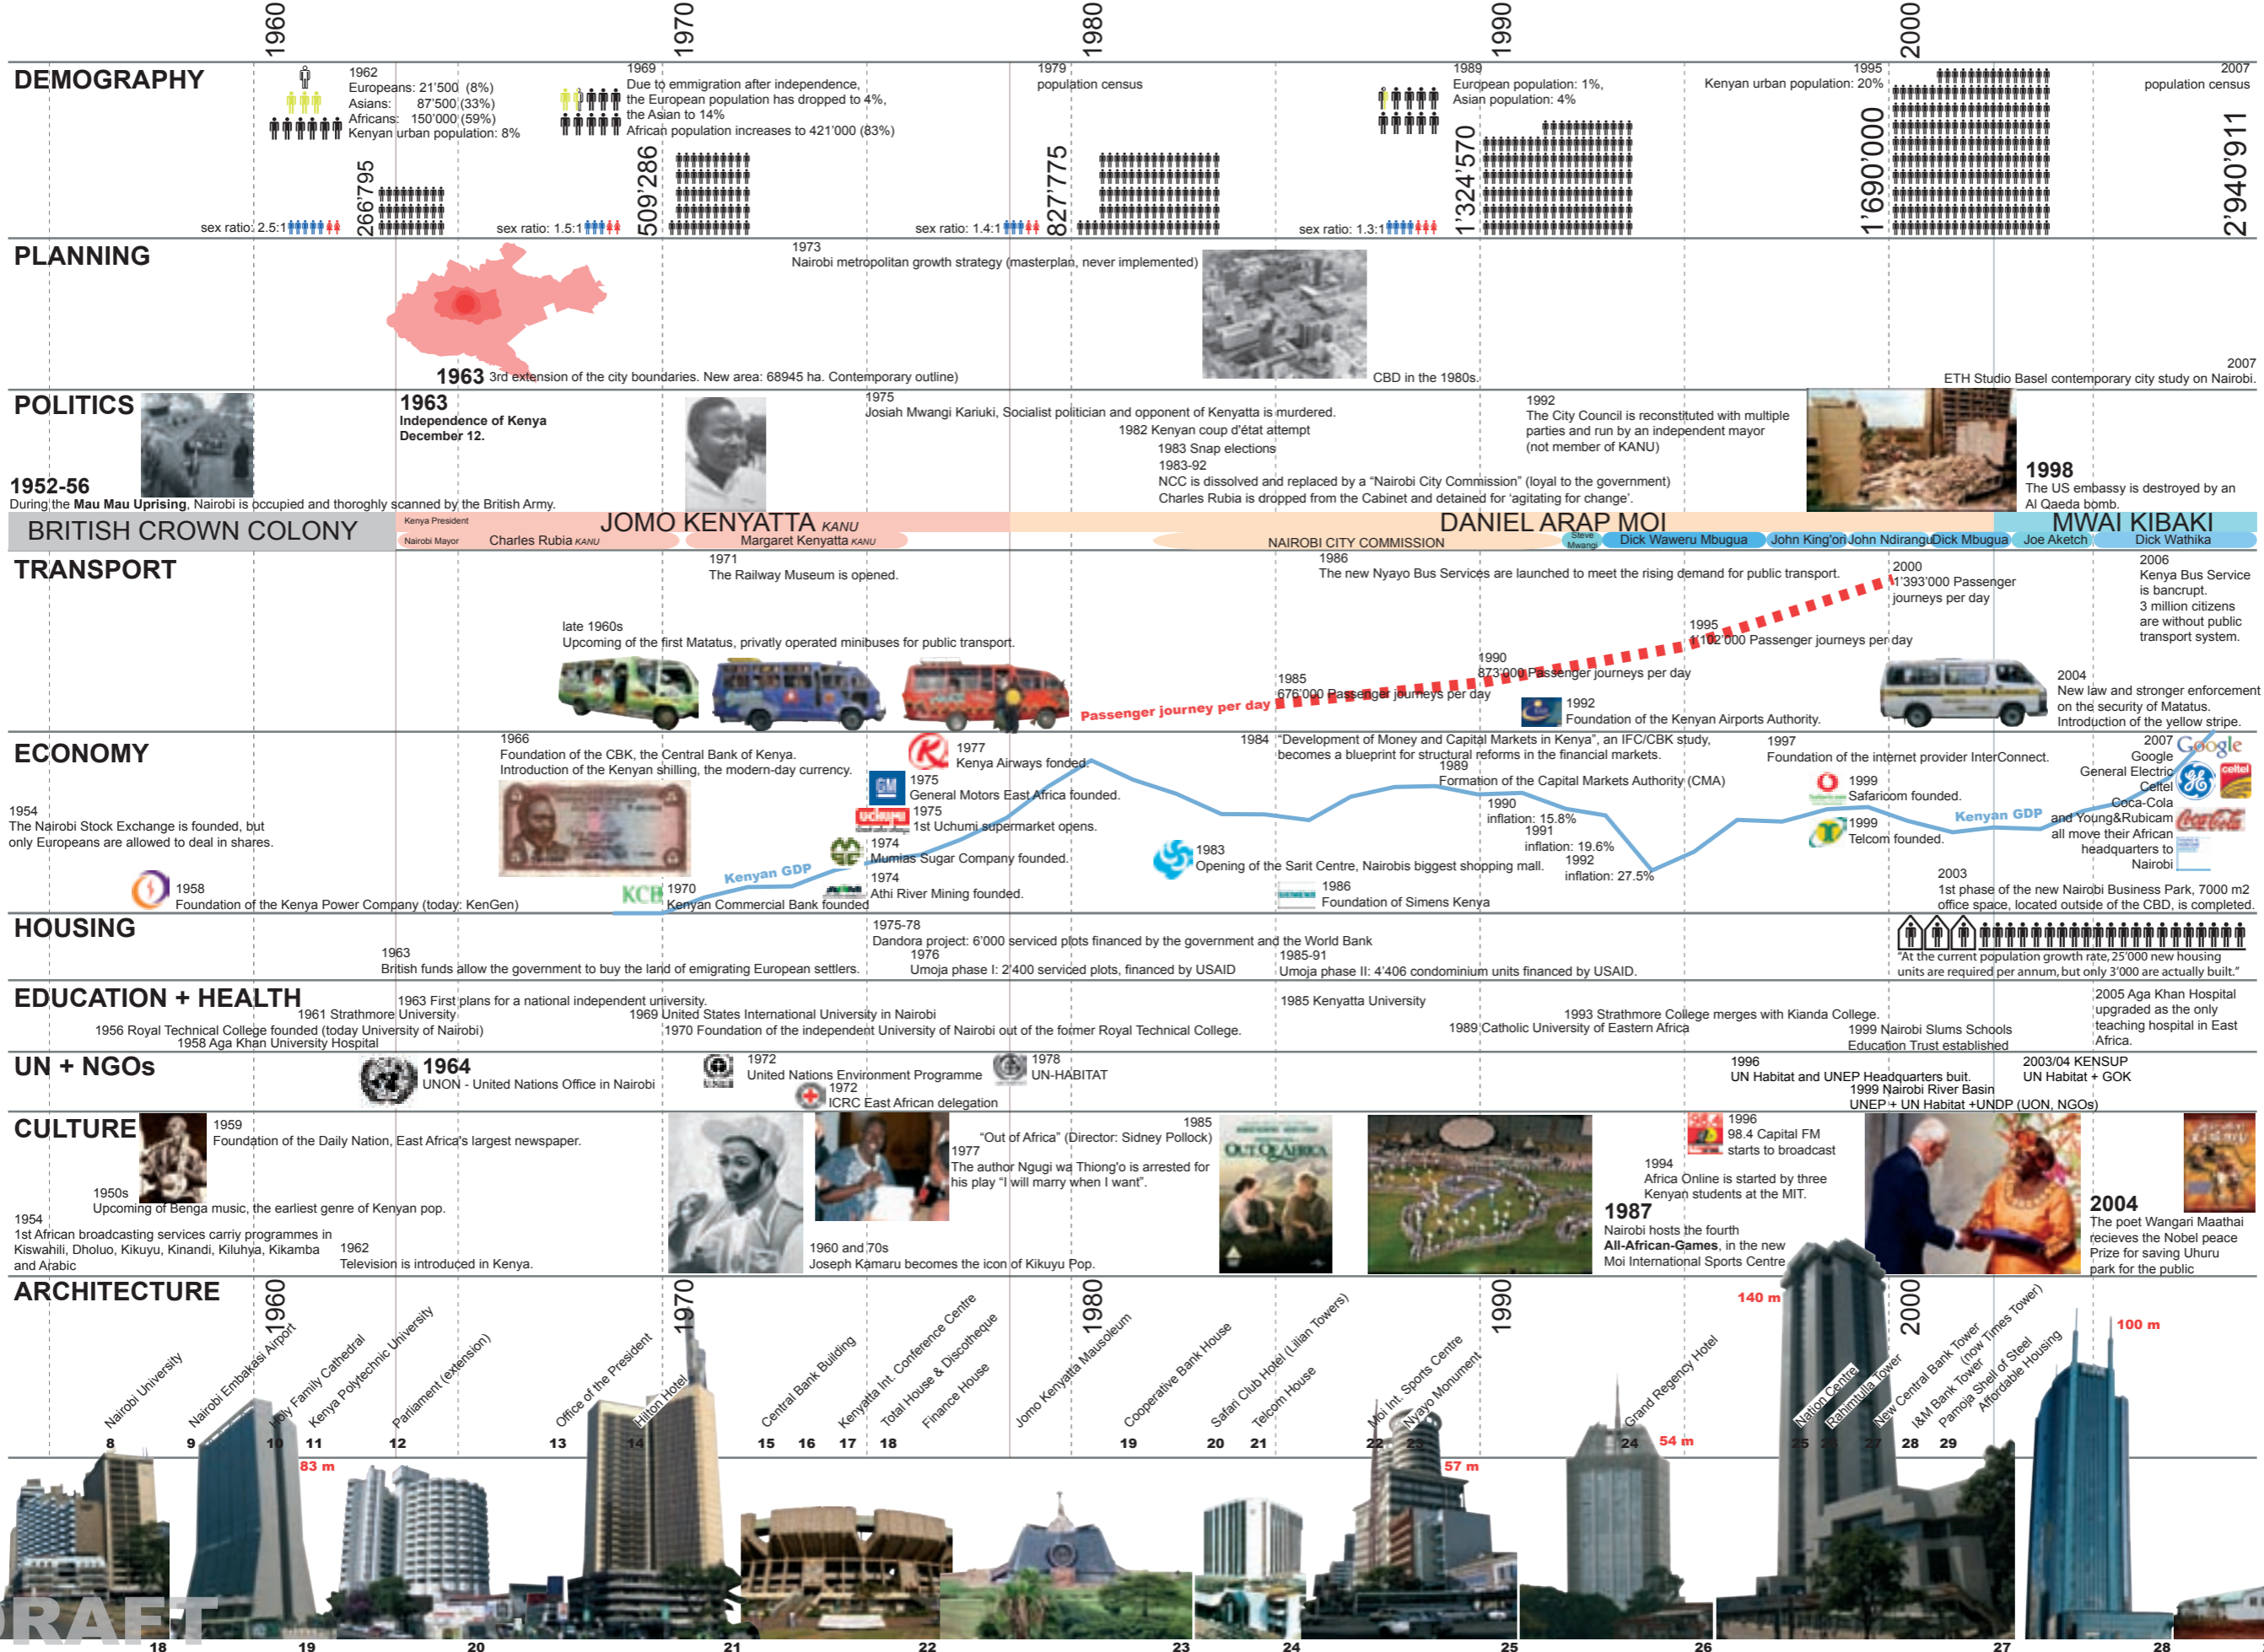 1960
1970
1980
1990
2000
DEMOGRAPHY
1962
Europeans: 21'500 (8%)
Asians: 87'500 (33%)
Africans: 150'000 (59%)
Kenyan urban population: 8%
1969
Due to emmigration after independence,
the European population has dropped to 4%,
the Asian to 14%
African population increases to 421'000 (83%)
1979
population census
1989
European population: 1%,
Asian population: 4%
1995
Kenyan urban population: 20%
2007
population census
sex ratio: 2.5:1
266'795
sex ratio: 1.5:1
509'286
sex ratio: 1.4:1
827'775
sex ratio: 1.3:1
1'324'570
1'690'000
2'940'911
PLANNING
1973
Nairobi metropolitan growth strategy (masterplan, never implemented)
1963 3rd extension of the city boundaries. New area: 68945 ha. Contemporary outline)
CBD in the 1980s.
2007
ETH Studio Basel contemporary city study on Nairobi.
POLITICS
1952-56
During the Mau Mau Uprising, Nairobi is occupied and thoroghly scanned by the British Army.
1963
Independence of Kenya
December 12.
1975
Josiah Mwangi Kariuki, Socialist politician and opponent of Kenyatta is murdered.
1982 Kenyan coup d'état attempt
1983 Snap elections
1983-92
NCC is dissolved and replaced by a “Nairobi City Commission” (loyal to the government)
Charles Rubia is dropped from the Cabinet and detained for ‘agitating for change’.
1992
The City Council is reconstituted with multiple
parties and run by an independent mayor
(not member of KANU)
1998
The US embassy is destroyed by an
Al Qaeda bomb.
BRITISH CROWN COLONY
Kenya President
JOMO KENYATTA KANU
DANIEL ARAP MOI
MWAI KIBAKI
Nairobi Mayor
Charles Rubia KANU
Margaret Kenyatta KANU
NAIROBI CITY COMMISSION
Steve
Mwangi
Dick Waweru Mbugua
John King'ori
John Ndirangu
Dick Mbugua
Joe Aketch
Dick Wathika
TRANSPORT
1971
The Railway Museum is opened.
1986
The new Nyayo Bus Services are launched to meet the rising demand for public transport.
2000
1'393'000 Passenger
journeys per day
2006
Kenya Bus Service
is bancrupt.
3 million citizens
are without public
transport system.
late 1960s
Upcoming of the first Matatus, privatly operated minibuses for public transport.
1995
1'102'000 Passenger journeys per day
1990
873'000 Passenger journeys per day
1985
676'000 Passenger journeys per day
Passenger journey per day
1992
Foundation of the Kenyan Airports Authority.
2004
New law and stronger enforcement
on the security of Matatus.
Introduction of the yellow stripe.
ECONOMY
1954
The Nairobi Stock Exchange is founded, but
only Europeans are allowed to deal in shares.
1958
Foundation of the Kenya Power Company (today: KenGen)
1966
Foundation of the CBK, the Central Bank of Kenya.
Introduction of the Kenyan shilling, the modern-day currency.
KCB
1970
Kenyan Commercial Bank founded
Kenyan GDP
1977
Kenya Airways fonded.
GM
1975
General Motors East Africa founded.
uchumi
1975
1st Uchumi supermarket opens.
1974
Mumias Sugar Company founded.
1974
Athi River Mining founded.
1984 “Development of Money and Capital Markets in Kenya”, an IFC/CBK study,
becomes a blueprint for structural reforms in the financial markets.
1989
Formation of the Capital Markets Authority (CMA)
1990
inflation: 15.8%
1991
inflation: 19.6%
1992
inflation: 27.5%
1983
Opening of the Sarit Centre, Nairobis biggest shopping mall.
SIEMENS
1986
Foundation of Simens Kenya
1997
Foundation of the internet provider InterConnect.
1999
Safaricom founded.
1999
Telcom founded.
Kenyan GDP
2007
Google
General Electric
Celtel
Coca-Cola
and Young&Rubicam
all move their African
headquarters to
Nairobi
Google
celtel
Coca-Cola
2003
1st phase of the new Nairobi Business Park, 7000 m2
office space, located outside of the CBD, is completed.
HOUSING
1963
British funds allow the government to buy the land of emigrating European settlers.
1975-78
Dandora project: 6'000 serviced plots financed by the government and the World Bank
1976
Umoja phase I: 2'400 serviced plots, financed by USAID
1985-91
Umoja phase II: 4'406 condominium units financed by USAID.
“At the current population growth rate, 25'000 new housing
units are required per annum, but only 3'000 are actually built.”
EDUCATION + HEALTH
1963 First plans for a national independent university.
1961 Strathmore University
1956 Royal Technical College founded (today University of Nairobi)
1958 Aga Khan University Hospital
1969 United States International University in Nairobi
1970 Foundation of the independent University of Nairobi out of the former Royal Technical College.
1985 Kenyatta University
1993 Strathmore College merges with Kianda College.
1989 Catholic University of Eastern Africa
1999 Nairobi Slums Schools
Education Trust established
2005 Aga Khan Hospital
upgraded as the only
teaching hospital in East
Africa.
UN + NGOs
1964
UNON - United Nations Office in Nairobi
1972
United Nations Environment Programme
1972
ICRC East African delegation
1978
UN-HABITAT
1996
UN Habitat and UNEP Headquarters buit.
1999 Nairobi River Basin
UNEP + UN Habitat +UNDP (UON, NGOs)
2003/04 KENSUP
UN Habitat + GOK
CULTURE
1959
Foundation of the Daily Nation, East Africa's largest newspaper.
1950s
Upcoming of Benga music, the earliest genre of Kenyan pop.
1954
1st African broadcasting services carriy programmes in
Kiswahili, Dholuo, Kikuyu, Kinandi, Kiluhya, Kikamba
and Arabic
1962
Television is introduced in Kenya.
1985
“Out of Africa” (Director: Sidney Pollock)
1977
The author Ngugi wa Thiong'o is arrested for
his play “I will marry when I want”.
1960 and 70s
Joseph Kamaru becomes the icon of Kikuyu Pop.
OUT OF AFRICA
98.4
1996
98.4 Capital FM
starts to broadcast
1994
Africa Online is started by three
Kenyan students at the MIT.
1987
Nairobi hosts the fourth
All-African-Games, in the new
Moi International Sports Centre
2004
The poet Wangari Maathai
recieves the Nobel peace
Prize for saving Uhuru
park for the public
ARCHITECTURE
1960
1970
1980
1990
2000
Nairobi University
Nairobi Embakasi Airport
Holy Family Cathedral
Kenya Polytechnic University
Parliament (extension)
Office of the President
Hilton Hotel
Central Bank Building
Kenyatta Int. Conference Centre
Total House & Discotheque
Finance House
Jomo Kenyatta Mausoleum
Cooperative Bank House
Safari Club Hotel (Lilian Towers)
Telcom House
Moi Int. Sports Centre
Nyayo Monument
Grand Regency Hotel
Nation Centre
Rahimtulla Tower
New Central Bank Tower
(now Times Tower)
I&M Bank Tower
Pamoja Shell of Steel
Affordable Housing
8 9 10 11 12 13 14 15 16 17 18 19 20 21 22 23 24 25 26 27 28 29
83 m
57 m
54 m
140 m
100 m
DRAFT
18 19 20 21 22 23 24 25 26 27 28